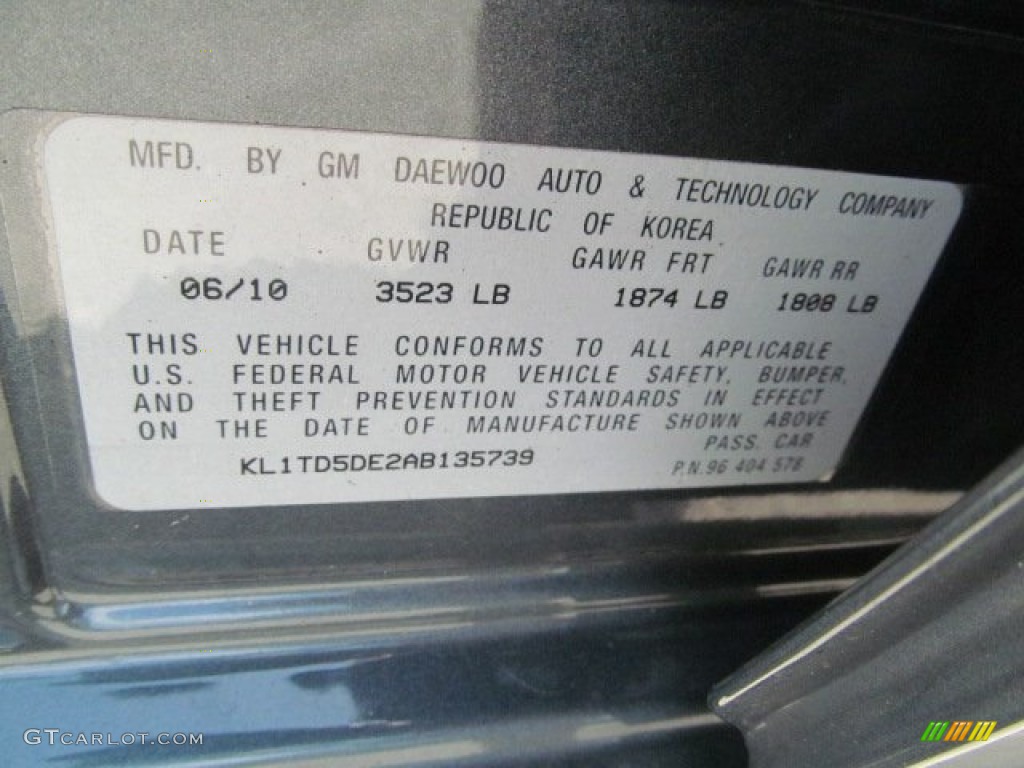 MFD. BY GM DAEWOO AUTO & TECHNOLOGY COMPANY
REPUBLIC OF KOREA
DATE GVWR GAWR FRT GAWR RR
06/10 3523 LB 1874 LB 1808 LB
THIS VEHICLE CONFORMS TO ALL APPLICABLE
U.S. FEDERAL MOTOR VEHICLE SAFETY, BUMPER,
AND THEFT PREVENTION STANDARDS IN EFFECT
ON THE DATE OF MANUFACTURE SHOWN ABOVE
PASS. CAR
KL1TD5DE2AB135739 P.N. 96 404 578
GTCARLOT.COM